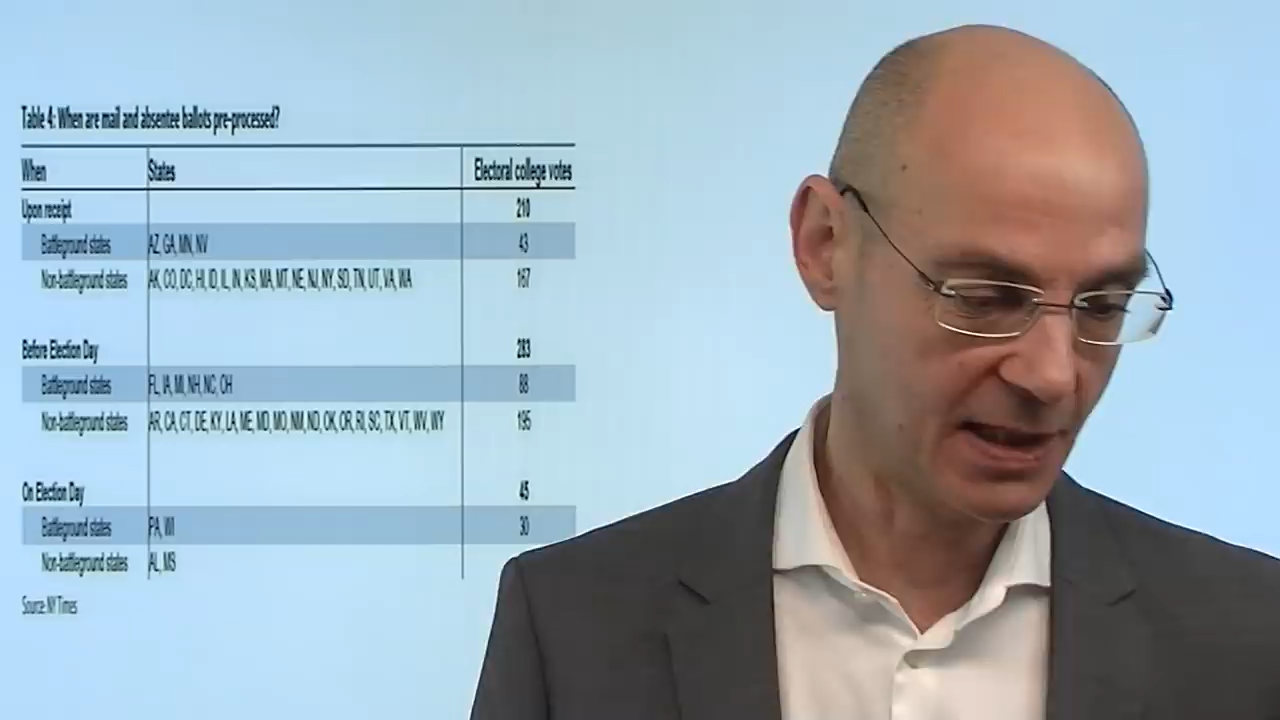 Table 4: When are mail and absentee ballots pre-processed?
When States Electoral college votes
Upon receipt 210
Battleground states AZ, GA, MN, NV 43
Non-battleground states AK, CO, DC, HI, ID, IL, IN, KS, MA, MT, NE, NJ, NY, SD, TN, UT, VA, WA 167
Before Election Day 283
Battleground states FL, IA, MI, NH, NC, OH 88
Non-battleground states AR, CA, CT, DE, KY, LA, ME, MD, MO, NM, ND, OK, OR, RI, SC, TX, VT, WV, WY 195
On Election Day 45
Battleground states PA, WI 30
Non-battleground states AL, MS
Source: NY Times